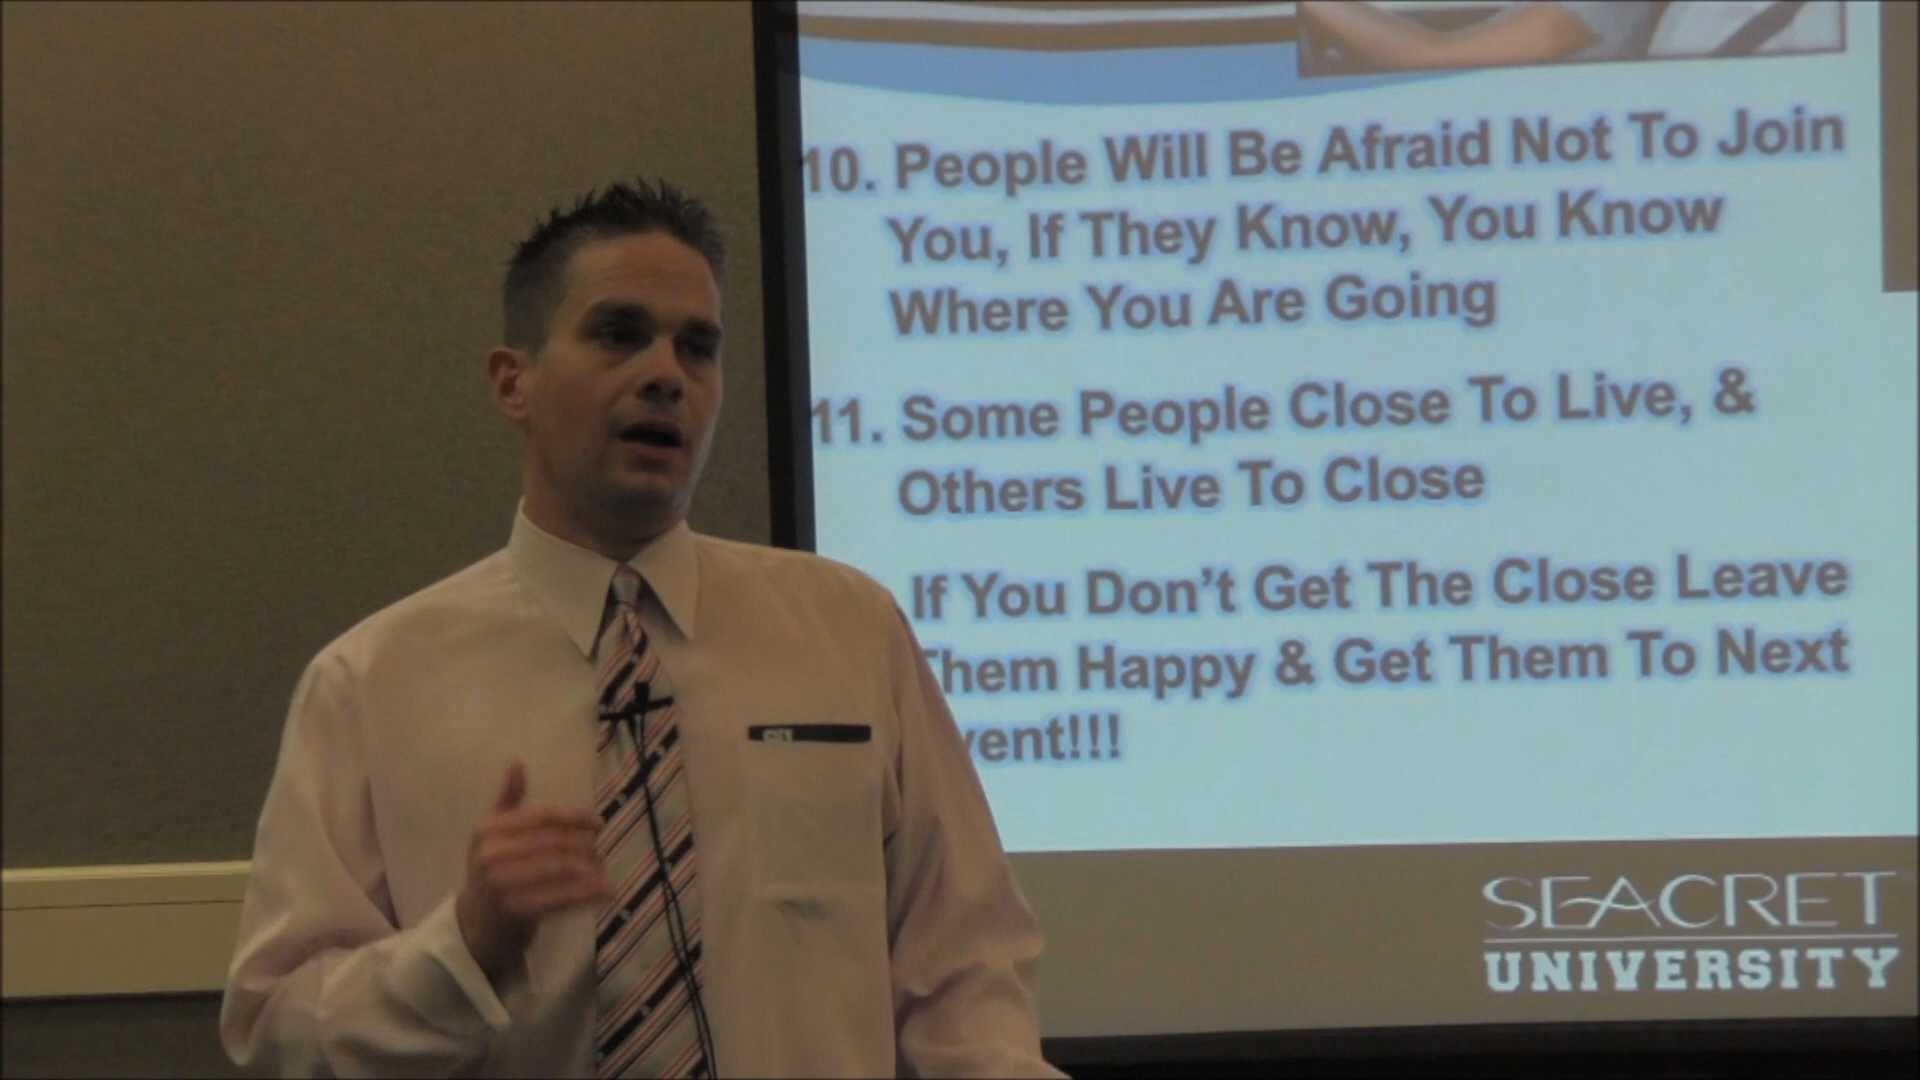 10. People Will Be Afraid Not To Join
You, If They Know, You Know
Where You Are Going
11. Some People Close To Live, &
Others Live To Close
If You Don't Get The Close Leave
Them Happy & Get Them To Next
vent!!!
SEACRET
UNIVERSITY